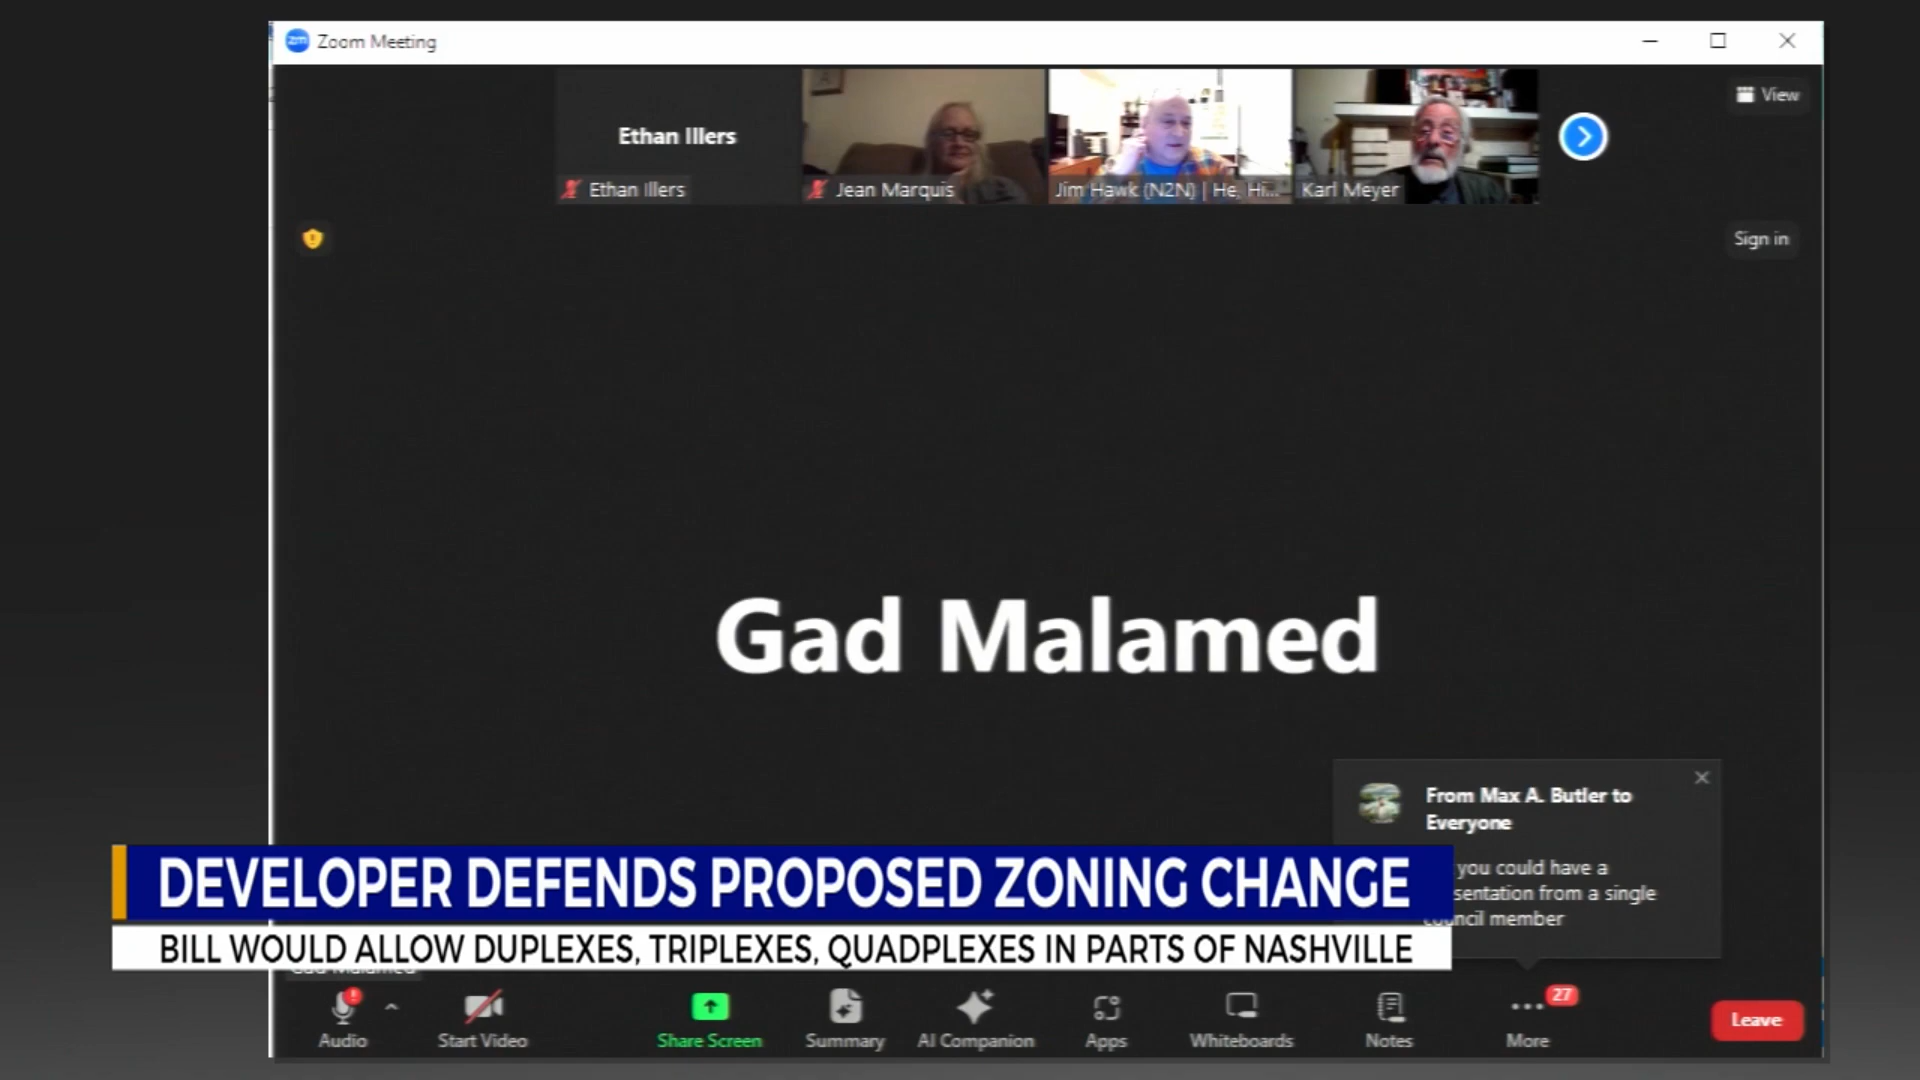 zm Zoom Meeting
View
Ethan Illers
Ethan Illers
Jean Marquis
Jim Hawk (N2N) | He, Hi...
Karl Meyer
Sign in
Gad Malamed
From Max A. Butler to
Everyone
you could have a
sentation from a single
council member
DEVELOPER DEFENDS PROPOSED ZONING CHANGE
BILL WOULD ALLOW DUPLEXES, TRIPLEXES, QUADPLEXES IN PARTS OF NASHVILLE
Gad Malamed
Audio
Start Video
Share Screen
Summary
AI Companion
Apps
Whiteboards
Notes
27
More
Leave